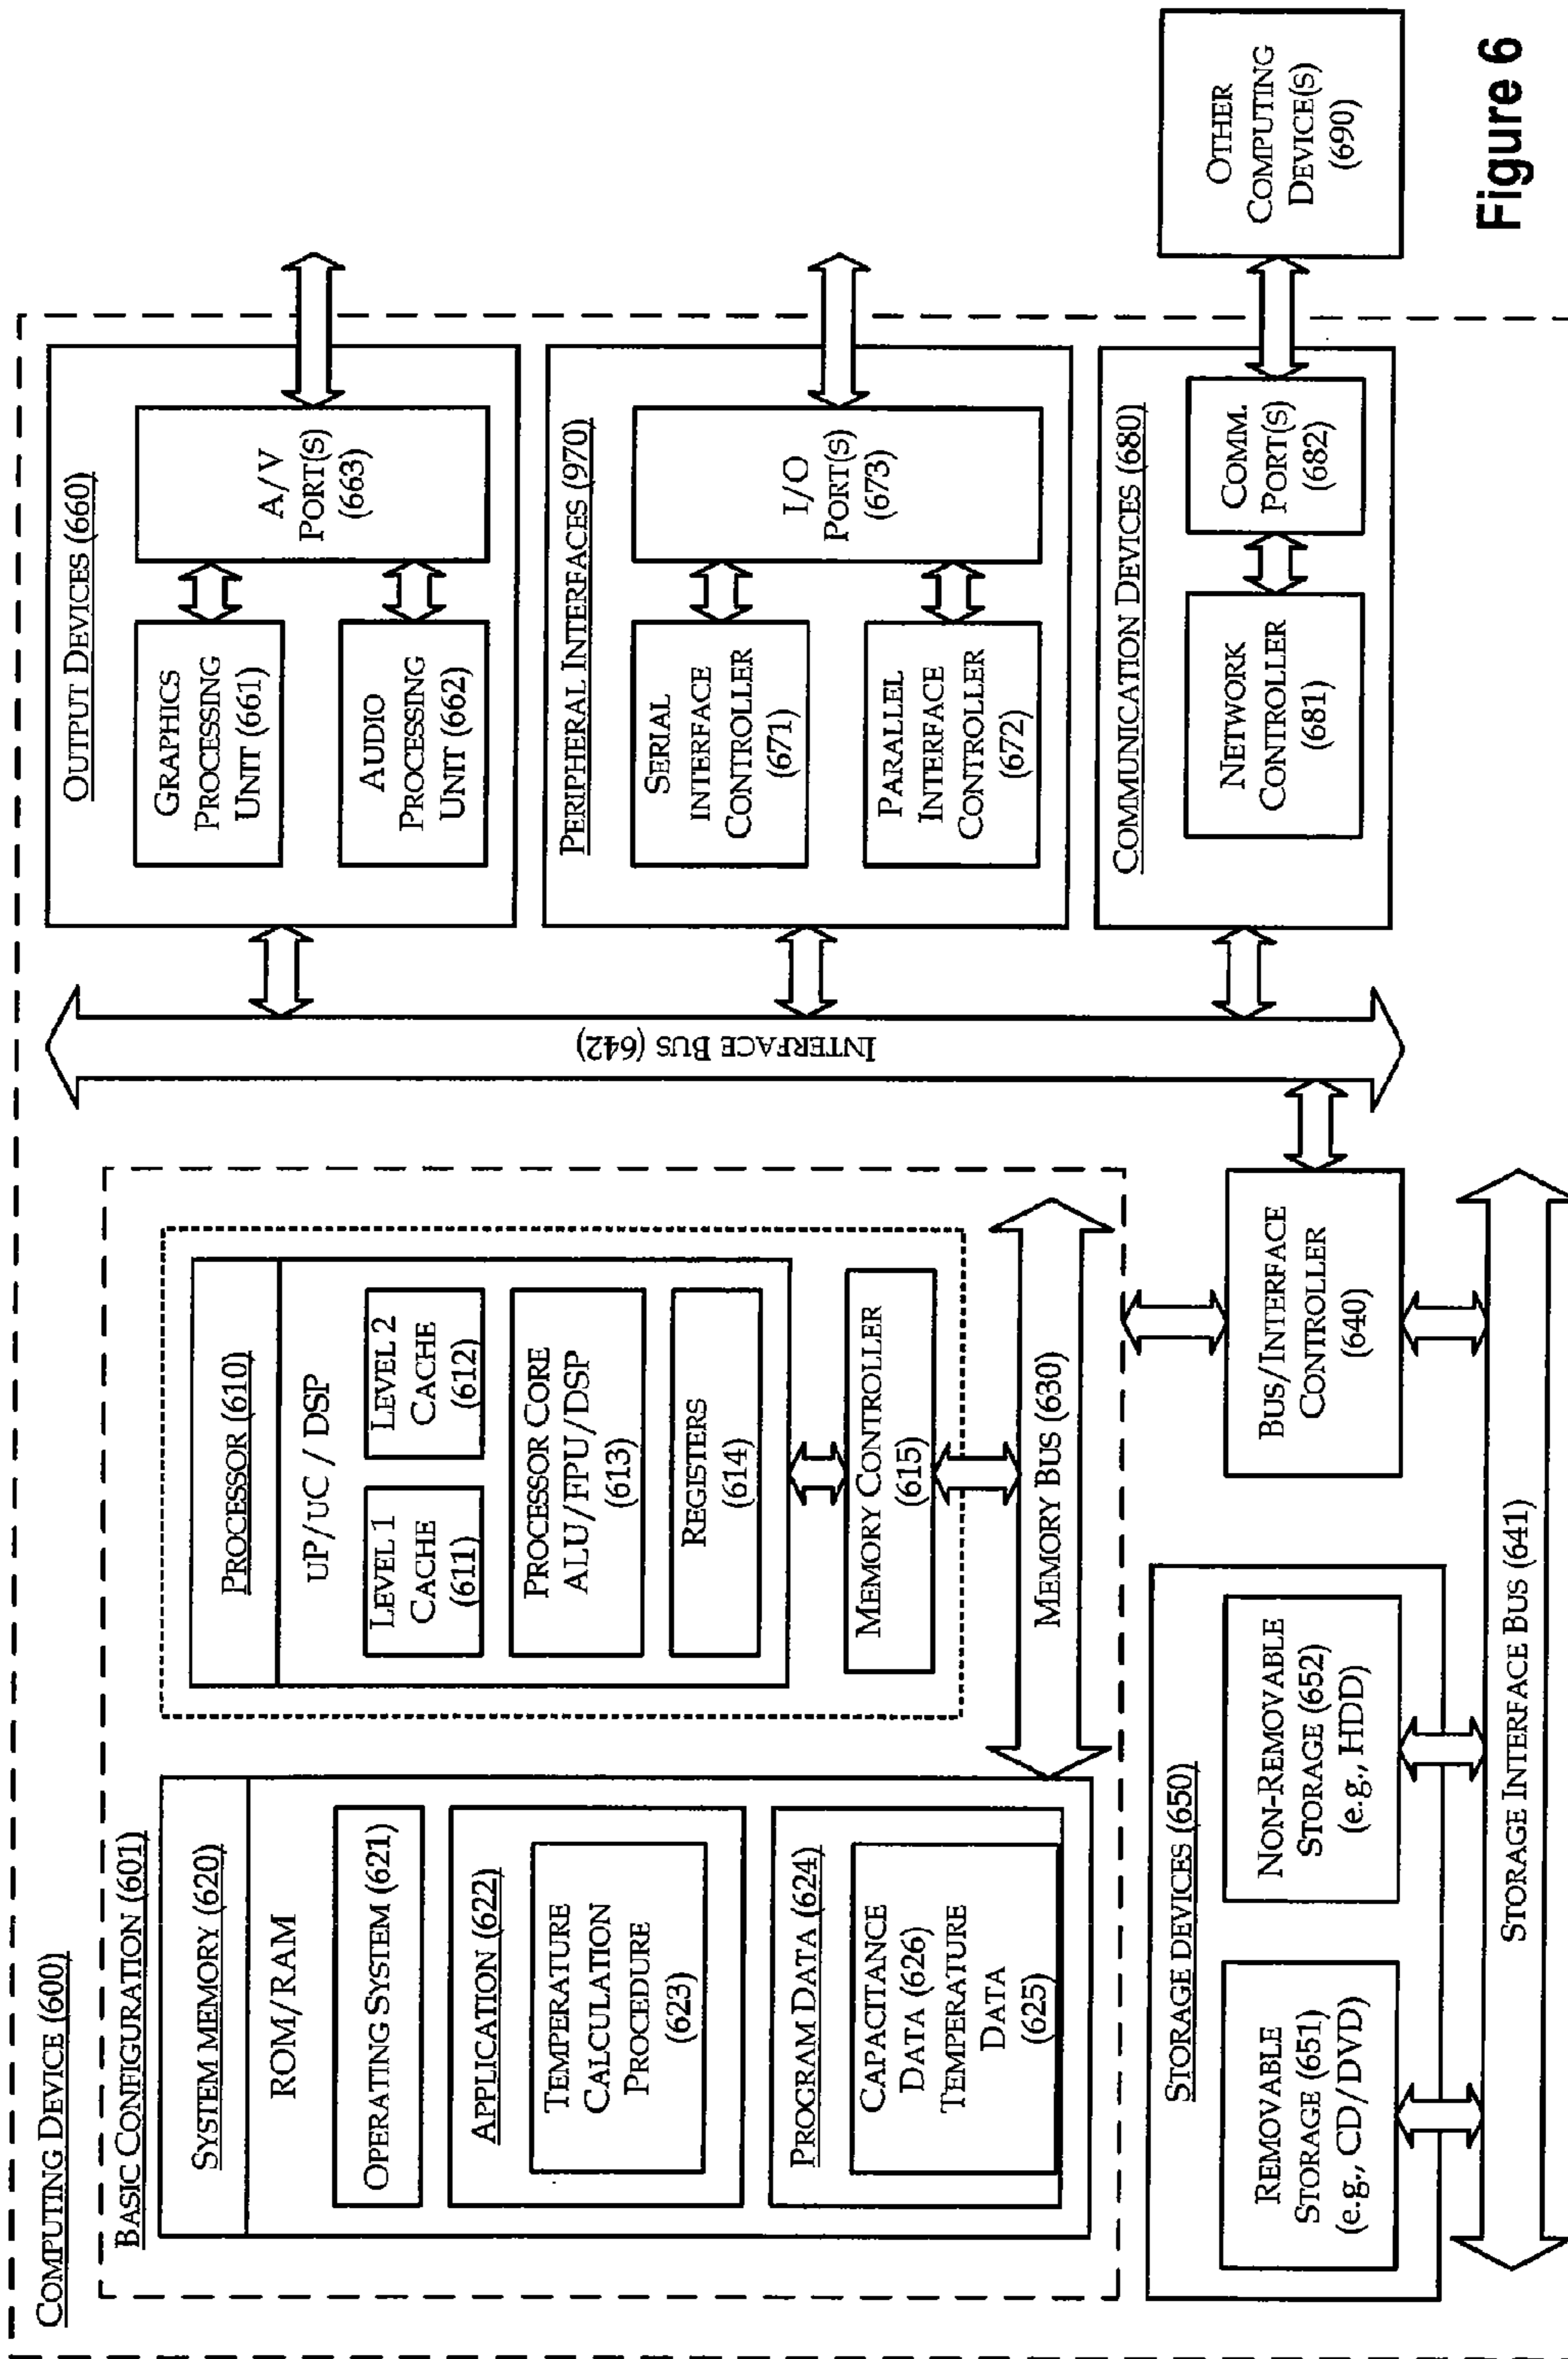 COMPUTING DEVICE (600)
BASIC CONFIGURATION (601)
SYSTEM MEMORY (620)
ROM/RAM
OPERATING SYSTEM (621)
APPLICATION (622)
TEMPERATURE
CALCULATION
PROCEDURE
(623)
PROGRAM DATA (624)
CAPACITANCE
DATA (626)
TEMPERATURE
DATA
(625)
PROCESSOR (610)
UP/UC / DSP
LEVEL 1
CACHE
(611)
LEVEL 2
CACHE
(612)
PROCESSOR CORE
ALU/FPU/DSP
(613)
REGISTERS
(614)
MEMORY CONTROLLER
(615)
MEMORY BUS (630)
BUS/INTERFACE
CONTROLLER
(640)
STORAGE DEVICES (650)
REMOVABLE
STORAGE (651)
(e.g., CD/DVD)
NON-REMOVABLE
STORAGE (652)
(e.g., HDD)
STORAGE INTERFACE BUS (641)
INTERFACE BUS (642)
OUTPUT DEVICES (660)
GRAPHICS
PROCESSING
UNIT (661)
AUDIO
PROCESSING
UNIT (662)
A/V
PORT(S)
(663)
PERIPHERAL INTERFACES (970)
SERIAL
INTERFACE
CONTROLLER
(671)
PARALLEL
INTERFACE
CONTROLLER
(672)
I/O
PORT(S)
(673)
COMMUNICATION DEVICES (680)
NETWORK
CONTROLLER
(681)
COMM.
PORT(S)
(682)
OTHER
COMPUTING
DEVICE(S)
(690)
Figure 6